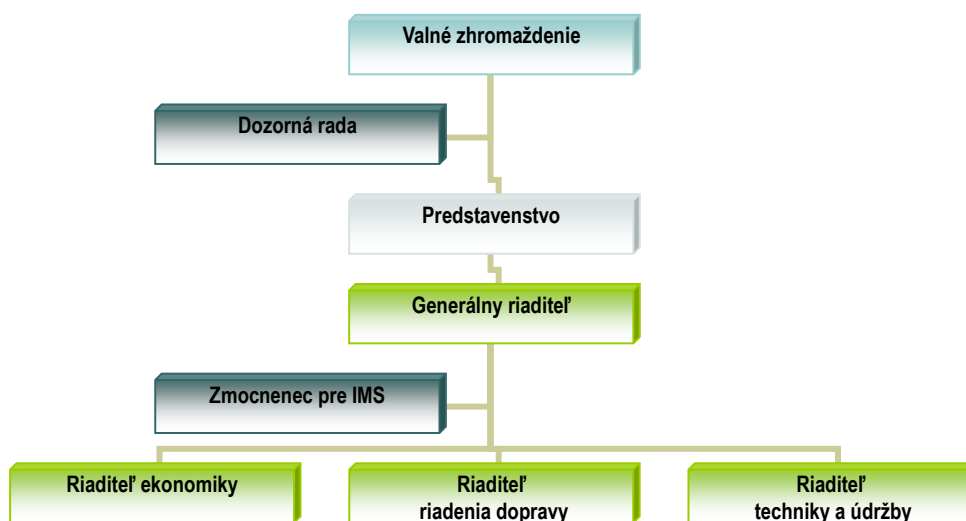 Valné zhromaždenie
Dozorná rada
Predstavenstvo
Generálny riaditeľ
Zmocnenec pre IMS
Riaditeľ ekonomiky
Riaditeľ
riadenia dopravy
Riaditeľ
techniky a údržby